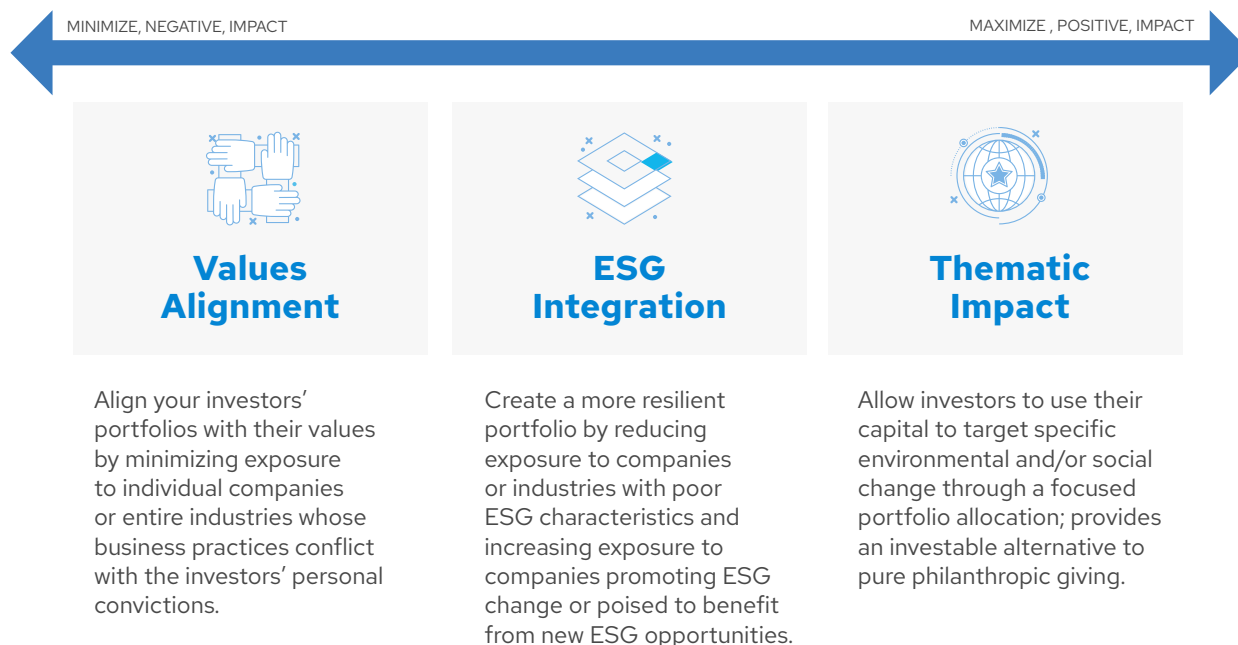 MINIMIZE, NEGATIVE, IMPACT
MAXIMIZE , POSITIVE, IMPACT
Values
Alignment
Align your investors’
portfolios with their values
by minimizing exposure
to individual companies
or entire industries whose
business practices conflict
with the investors’ personal
convictions.
ESG
Integration
Create a more resilient
portfolio by reducing
exposure to companies
or industries with poor
ESG characteristics and
increasing exposure to
companies promoting ESG
change or poised to benefit
from new ESG opportunities.
Thematic
Impact
Allow investors to use their
capital to target specific
environmental and/or social
change through a focused
portfolio allocation; provides
an investable alternative to
pure philanthropic giving.